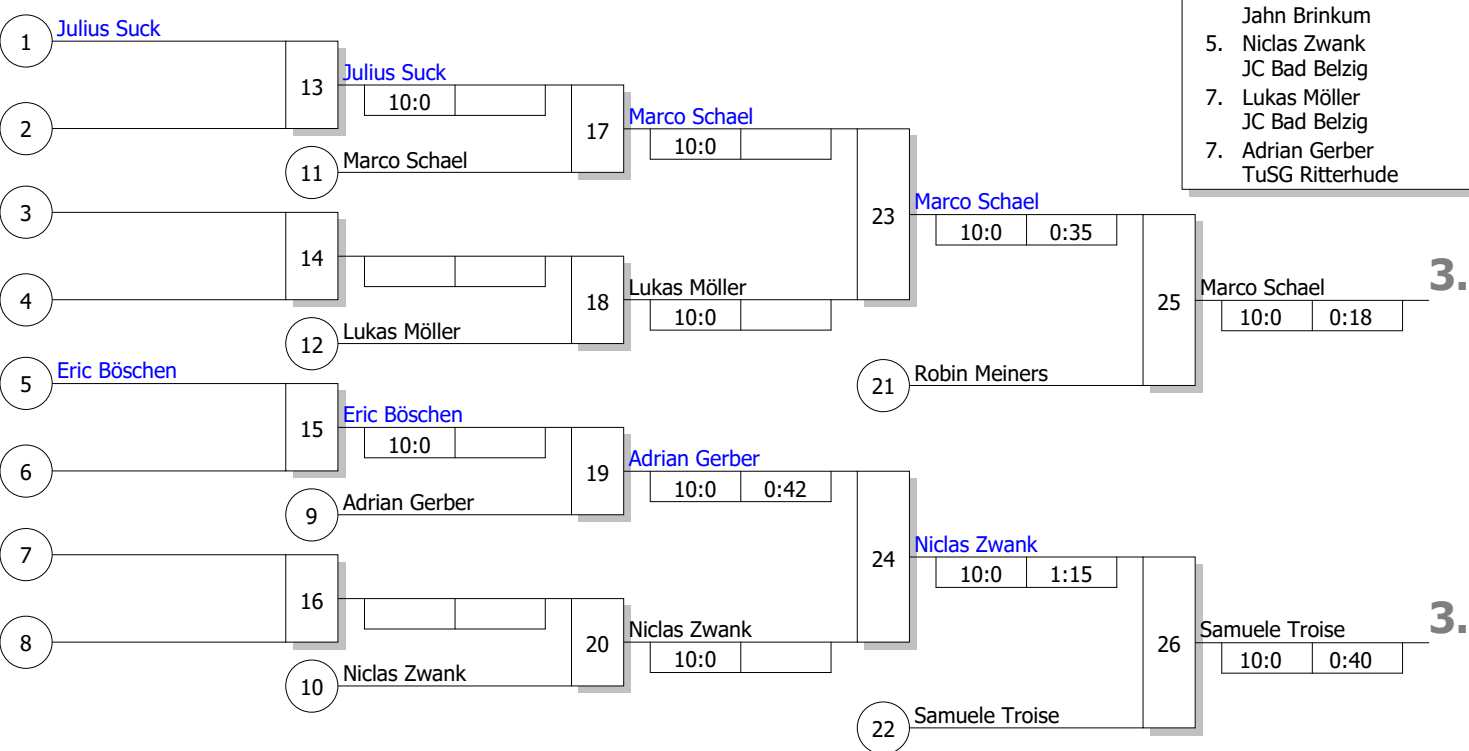 Jahn Brinkum
5. Niclas Zwank
JC Bad Belzig
7. Lukas Möller
JC Bad Belzig
7. Adrian Gerber
TuSG Ritterhude
1 Julius Suck
13 Julius Suck
10:0
2
17 Marco Schael
10:0
11 Marco Schael
3
23 Marco Schael
10:0 0:35
14
4
18 Lukas Möller
10:0
12 Lukas Möller
25 Marco Schael 3.
10:0 0:18
5 Eric Böschen
21 Robin Meiners
15 Eric Böschen
10:0
6
19 Adrian Gerber
10:0 0:42
9 Adrian Gerber
7
24 Niclas Zwank
10:0 1:15
16
8
20 Niclas Zwank
10:0
10 Niclas Zwank
26 Samuele Troise 3.
10:0 0:40
22 Samuele Troise